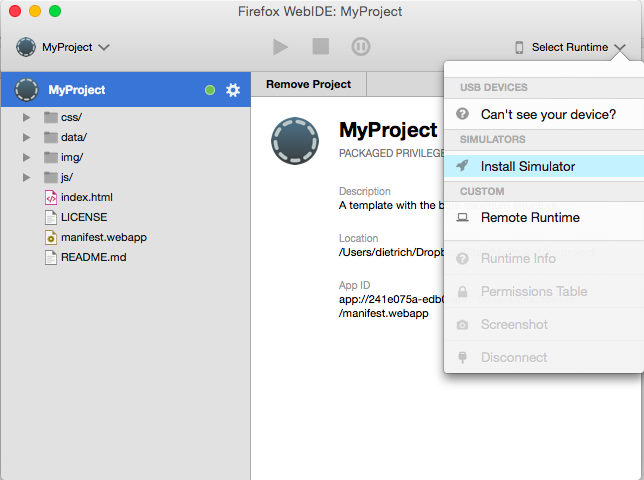 Firefox WebIDE: MyProject
MyProject
Select Runtime
MyProject
css/
data/
img/
js/
index.html
LICENSE
manifest.webapp
README.md
Remove Project
MyProject
PACKAGED PRIVILEGE
Description
A template with the b
Location
/Users/dietrich/Dropb
App ID
app://241e075a-edb0
/manifest.webapp
USB DEVICES
Can't see your device?
SIMULATORS
Install Simulator
CUSTOM
Remote Runtime
Runtime Info
Permissions Table
Screenshot
Disconnect